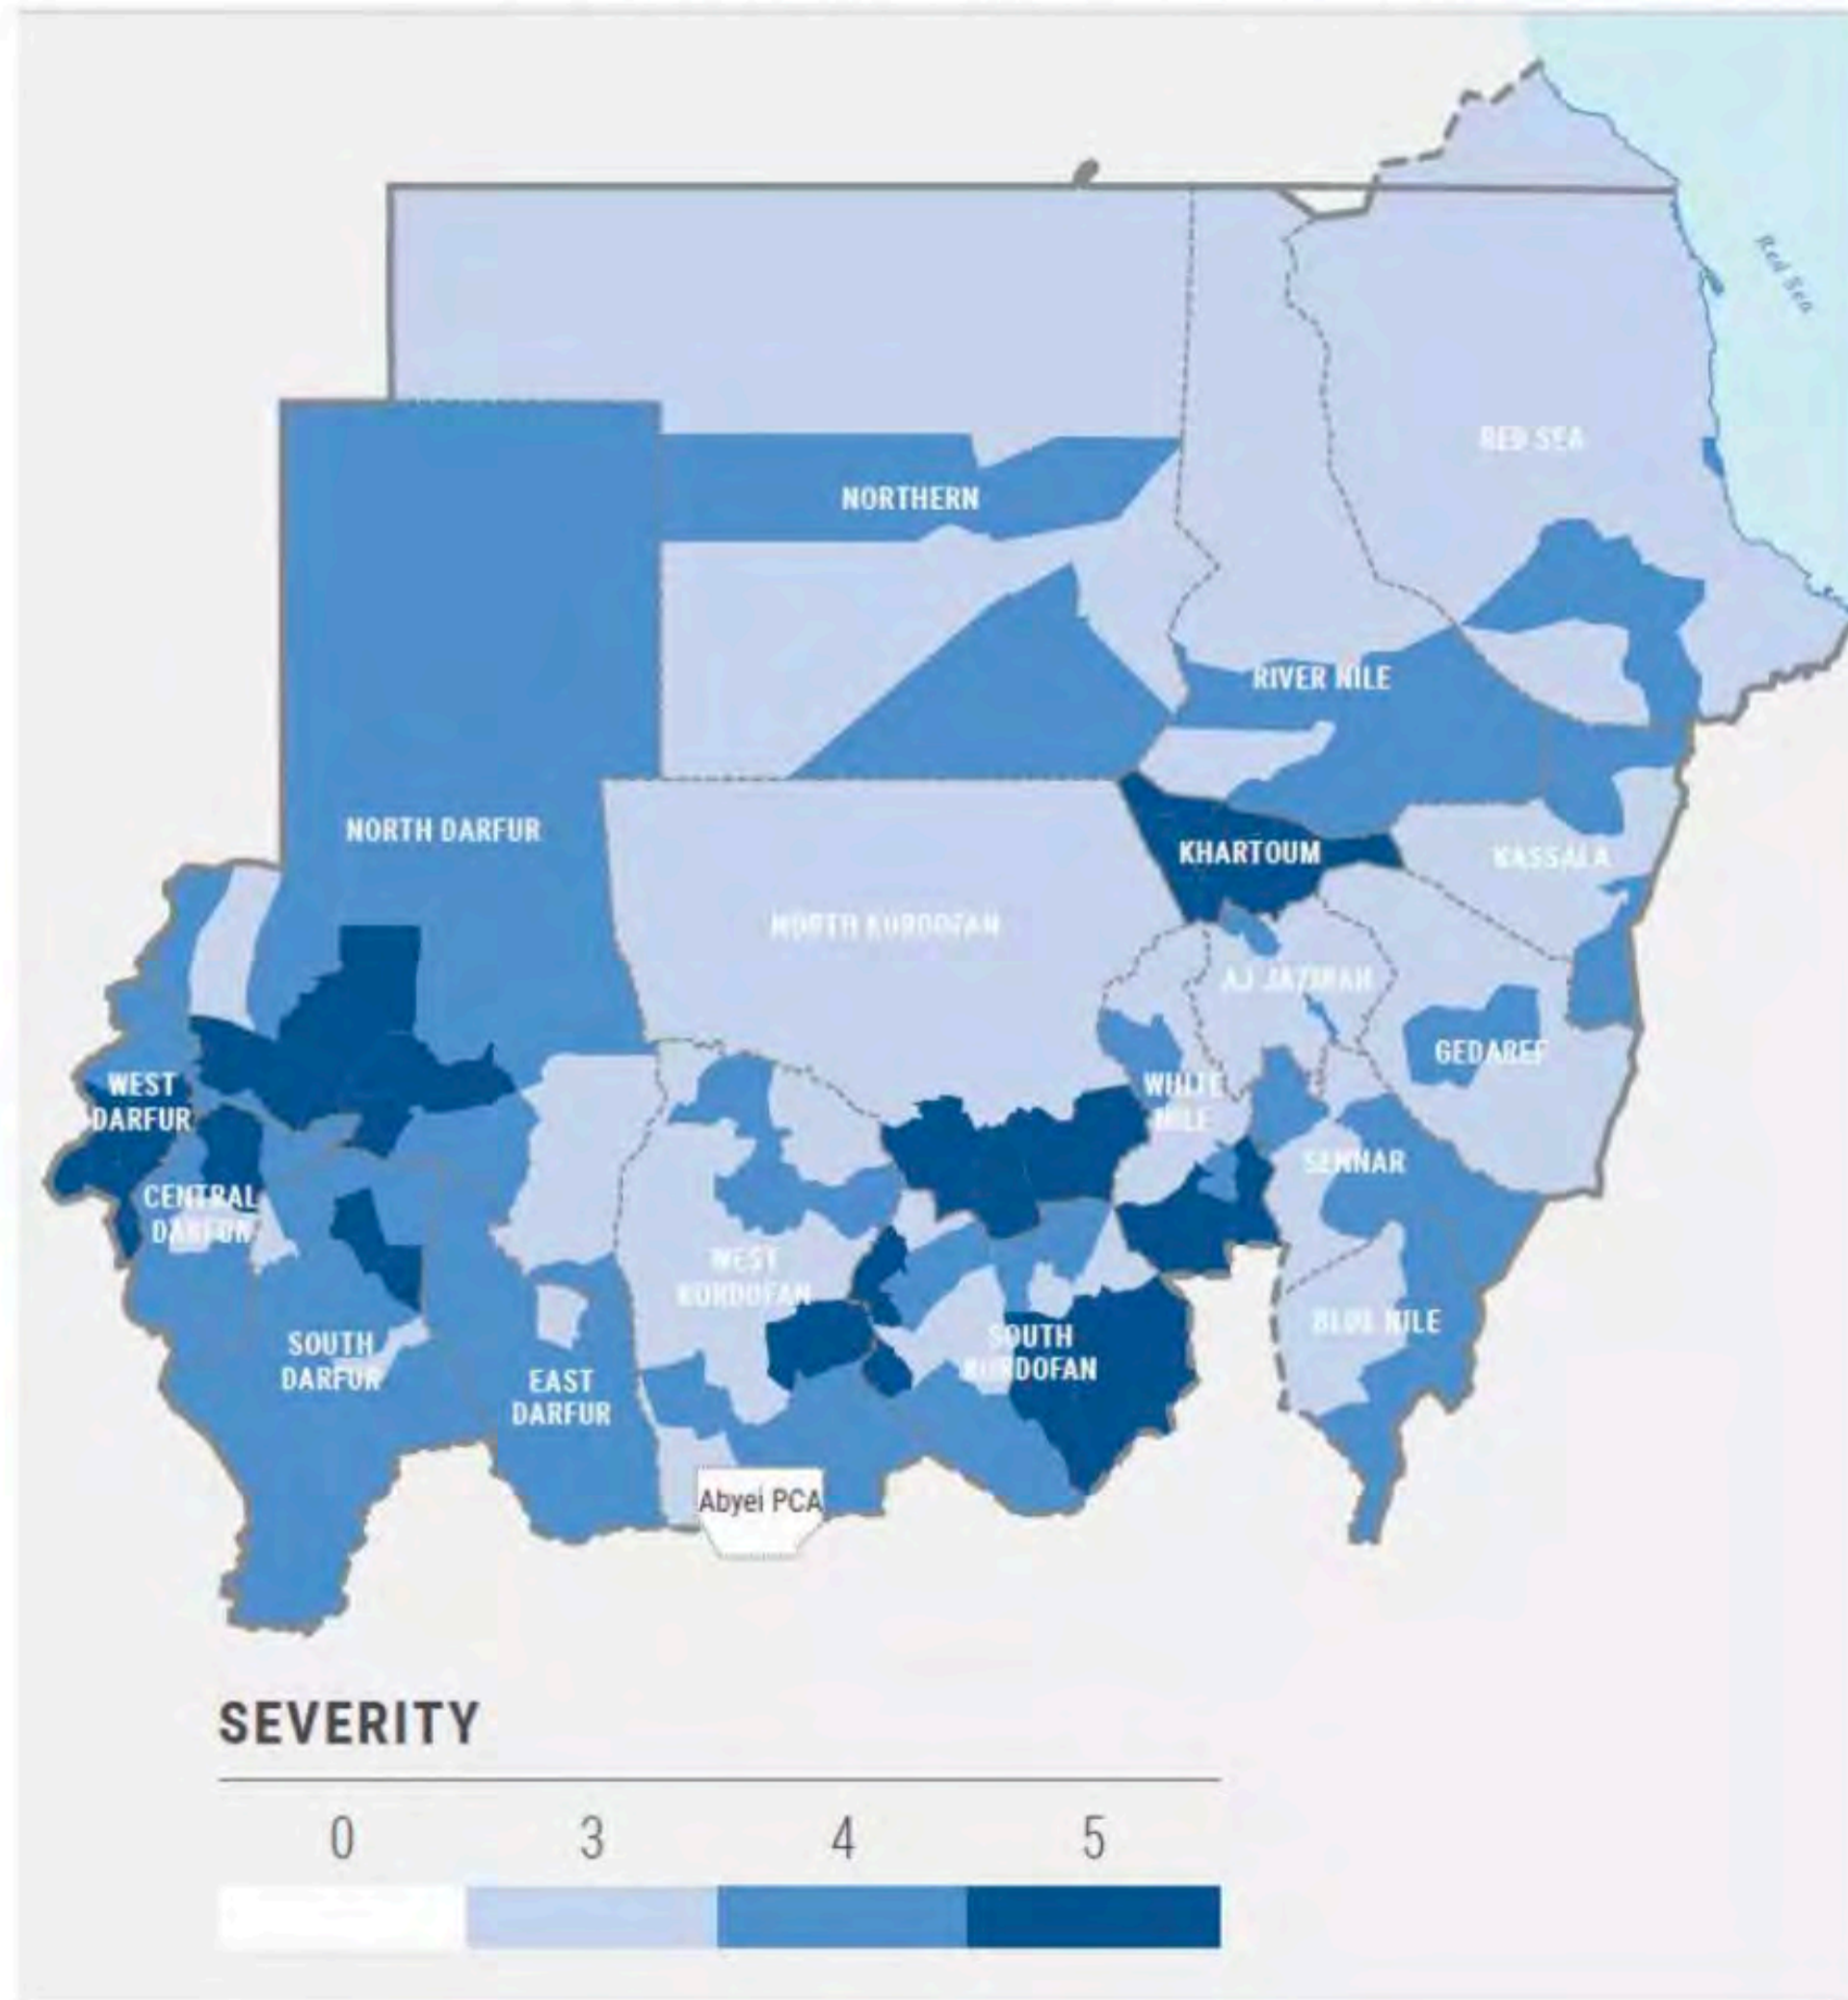 Red Sea
RED SEA
NORTHERN
RIVER NILE
NORTH DARFUR
KHARTOUM
KASSALA
NORTH KORDOFAN
AJ JAZIRAH
GEDAREF
WEST
DARFUR
WHITE
NILE
SENNAR
CENTRAL
DARFUR
WEST
KORDOFAN
BLUE NILE
SOUTH
DARFUR
SOUTH
KORDOFAN
EAST
DARFUR
Abyei PCA
SEVERITY
0 3 4 5